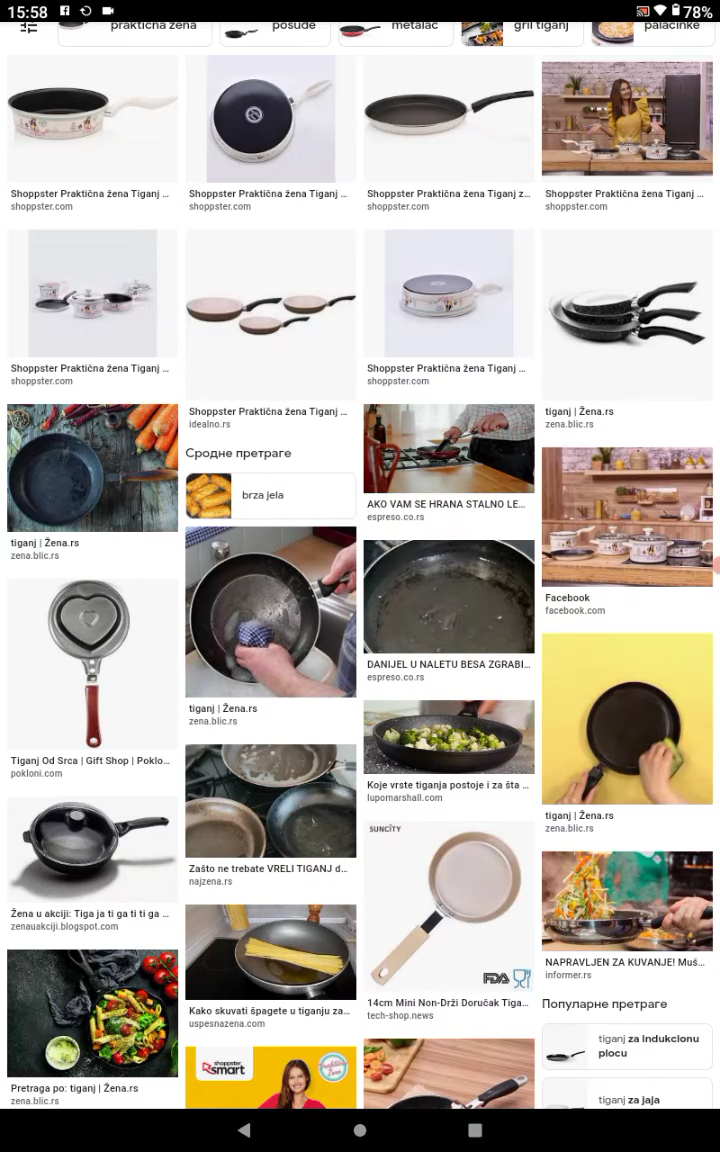 15:58
78%
praktična žena
posuđe
metalac
gril tiganj
palačinke
Shoppster Praktična žena Tiganj ...
shoppster.com
Shoppster Praktična žena Tiganj ...
shoppster.com
Shoppster Praktična žena Tiganj z...
shoppster.com
Shoppster Praktična žena Tiganj ...
shoppster.com
Shoppster Praktična žena Tiganj ...
shoppster.com
Shoppster Praktična žena Tiganj ...
idealno.rs
Shoppster Praktična žena Tiganj ...
shoppster.com
tiganj | Žena.rs
zena.blic.rs
tiganj | Žena.rs
zena.blic.rs
Сродне претраге
brza jela
AKO VAM SE HRANA STALNO LE...
espreso.co.rs
Facebook
facebook.com
Tiganj Od Srca | Gift Shop | Poklo...
pokloni.com
tiganj | Žena.rs
zena.blic.rs
DANIJEL U NALETU BESA ZGRABI...
espreso.co.rs
tiganj | Žena.rs
zena.blic.rs
Žena u akciji: Tiga ja ti ga ti ti ga ...
zenauakciji.blogspot.com
Zašto ne trebate VRELI TIGANJ d...
najzena.rs
Koje vrste tiganja postoje i za šta ...
lupomarshall.com
SUNCITY
FDA
14cm Mini Non-Drži Doručak Tiga...
tech-shop.news
NAPRAVLJEN ZA KUVANJE! Muš...
informer.rs
Pretraga po: tiganj | Žena.rs
zena.blic.rs
Kako skuvati špagete u tiganju za...
uspesnazena.com
shoppster
smart
Популарне претраге
tiganj za Indukcionu
plocu
tiganj za jaja